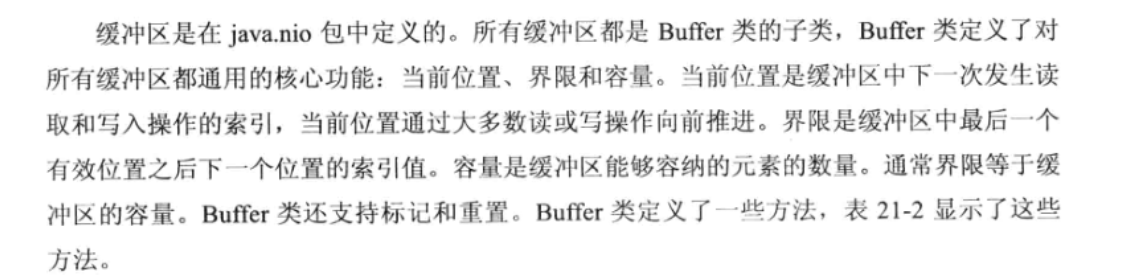 缓冲区是在 java.nio 包中定义的。所有缓冲区都是 Buffer 类的子类，Buffer 类定义了对
所有缓冲区都通用的核心功能：当前位置、界限和容量。当前位置是缓冲区中下一次发生读
取和写入操作的索引，当前位置通过大多数读或写操作向前推进。界限是缓冲区中最后一个
有效位置之后下一个位置的索引值。容量是缓冲区能够容纳的元素的数量。通常界限等于缓
冲区的容量。Buffer 类还支持标记和重置。Buffer 类定义了一些方法，表 21-2 显示了这些
方法。